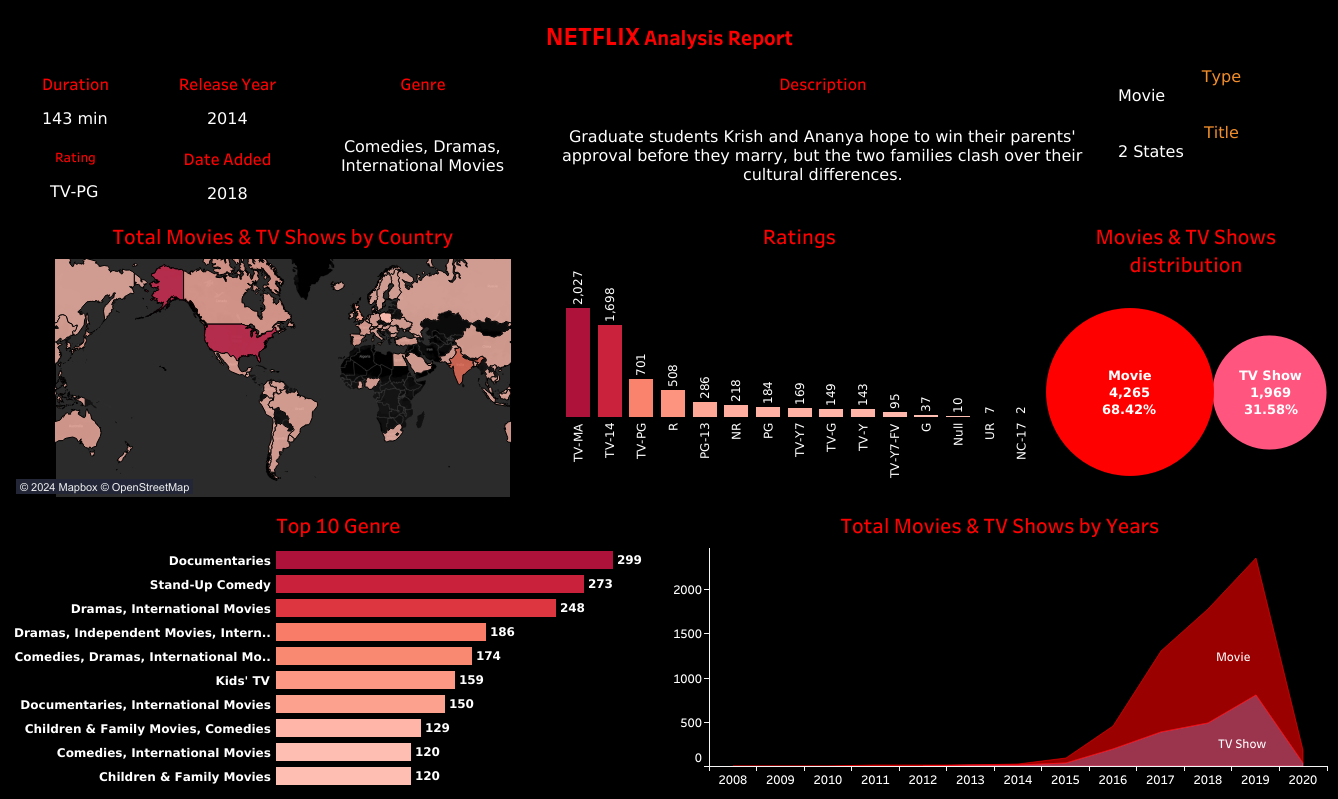 NETFLIX Analysis Report
Duration
143 min
Release Year
2014
Rating
TV-PG
Date Added
2018
Genre
Comedies, Dramas,
International Movies
Description
Graduate students Krish and Ananya hope to win their parents'
approval before they marry, but the two families clash over their
cultural differences.
Type
Movie
Title
2 States
Total Movies & TV Shows by Country
© 2024 Mapbox © OpenStreetMap
Ratings
2,027
1,698
701
508
286
218
184
169
149
143
95
37
10
7
2
TV-MA
TV-14
TV-PG
R
PG-13
NR
PG
TV-Y7
TV-G
TV-Y
TV-Y7-FV
G
Null
UR
NC-17
Movies & TV Shows
distribution
Movie
4,265
68.42%
TV Show
1,969
31.58%
Top 10 Genre
Documentaries 299
Stand-Up Comedy 273
Dramas, International Movies 248
Dramas, Independent Movies, Intern.. 186
Comedies, Dramas, International Mo.. 174
Kids' TV 159
Documentaries, International Movies 150
Children & Family Movies, Comedies 129
Comedies, International Movies 120
Children & Family Movies 120
Total Movies & TV Shows by Years
2000
1500
1000
500
0
Movie
TV Show
2008 2009 2010 2011 2012 2013 2014 2015 2016 2017 2018 2019 2020